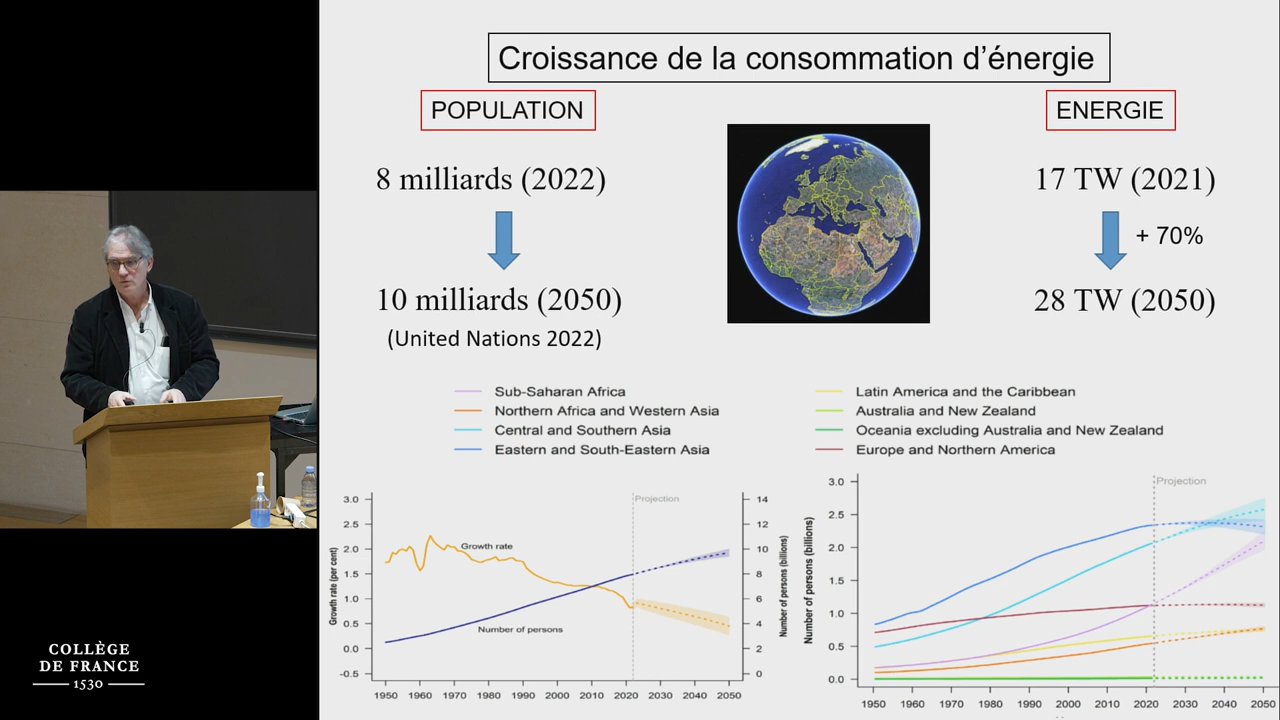 Croissance de la consommation d'énergie
POPULATION
8 milliards (2022)
10 milliards (2050)
(United Nations 2022)
ENERGIE
17 TW (2021)
+ 70%
28 TW (2050)
Sub-Saharan Africa
Northern Africa and Western Asia
Central and Southern Asia
Eastern and South-Eastern Asia
Latin America and the Caribbean
Australia and New Zealand
Oceania excluding Australia and New Zealand
Europe and Northern America
Growth rate (per cent)
3.0
2.5
2.0
1.5
1.0
0.5
0.0
-0.5
Projection
Growth rate
Number of persons
14
12
10
8
6
4
2
0
Number of persons (billions)
1950 1960 1970 1980 1990 2000 2010 2020 2030 2040 2050
Number of persons (billions)
3.0
2.5
2.0
1.5
1.0
0.5
0.0
Projection
1950 1960 1970 1980 1990 2000 2010 2020 2030 2040 2050
COLLÈGE
DE FRANCE
1530